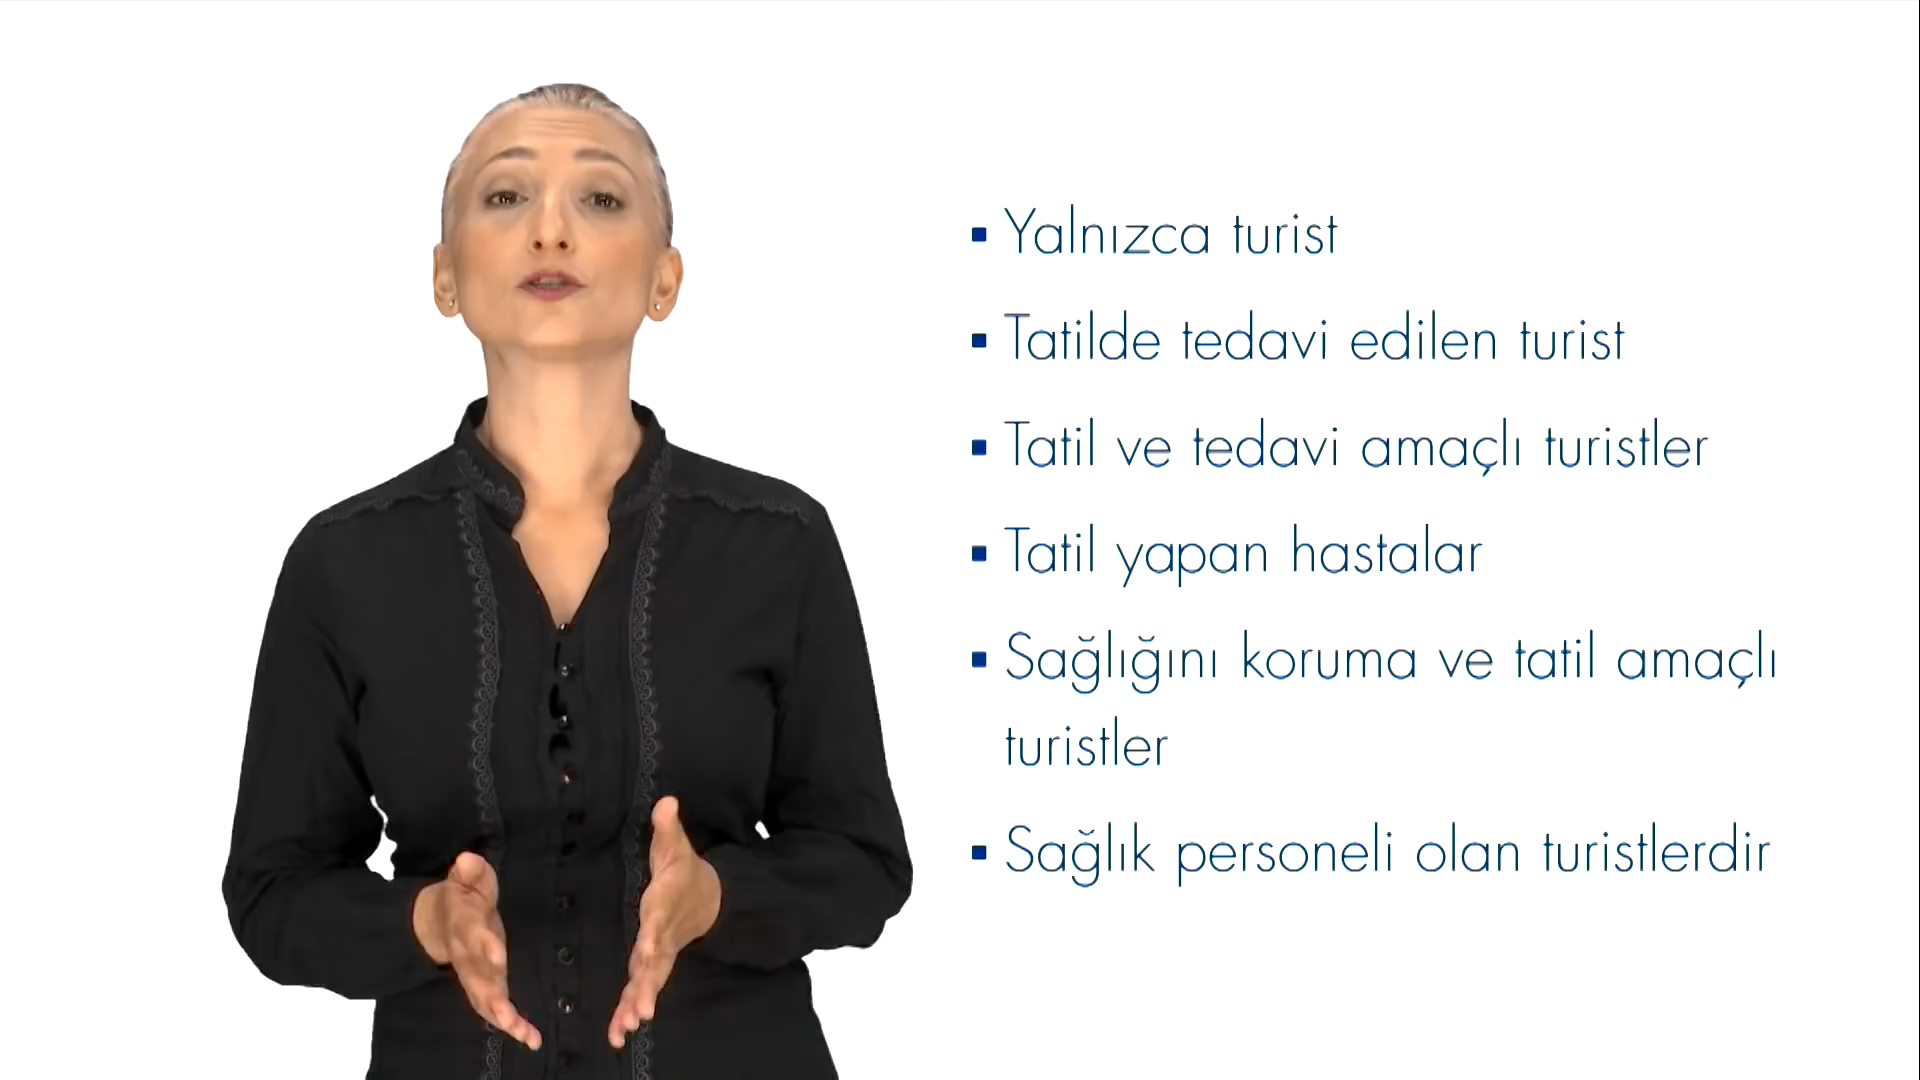 ▪ Yalnızca turist
▪ Tatilde tedavi edilen turist
▪ Tatil ve tedavi amaçlı turistler
▪ Tatil yapan hastalar
▪ Sağlığını koruma ve tatil amaçlı
turistler
▪ Sağlık personeli olan turistlerdir